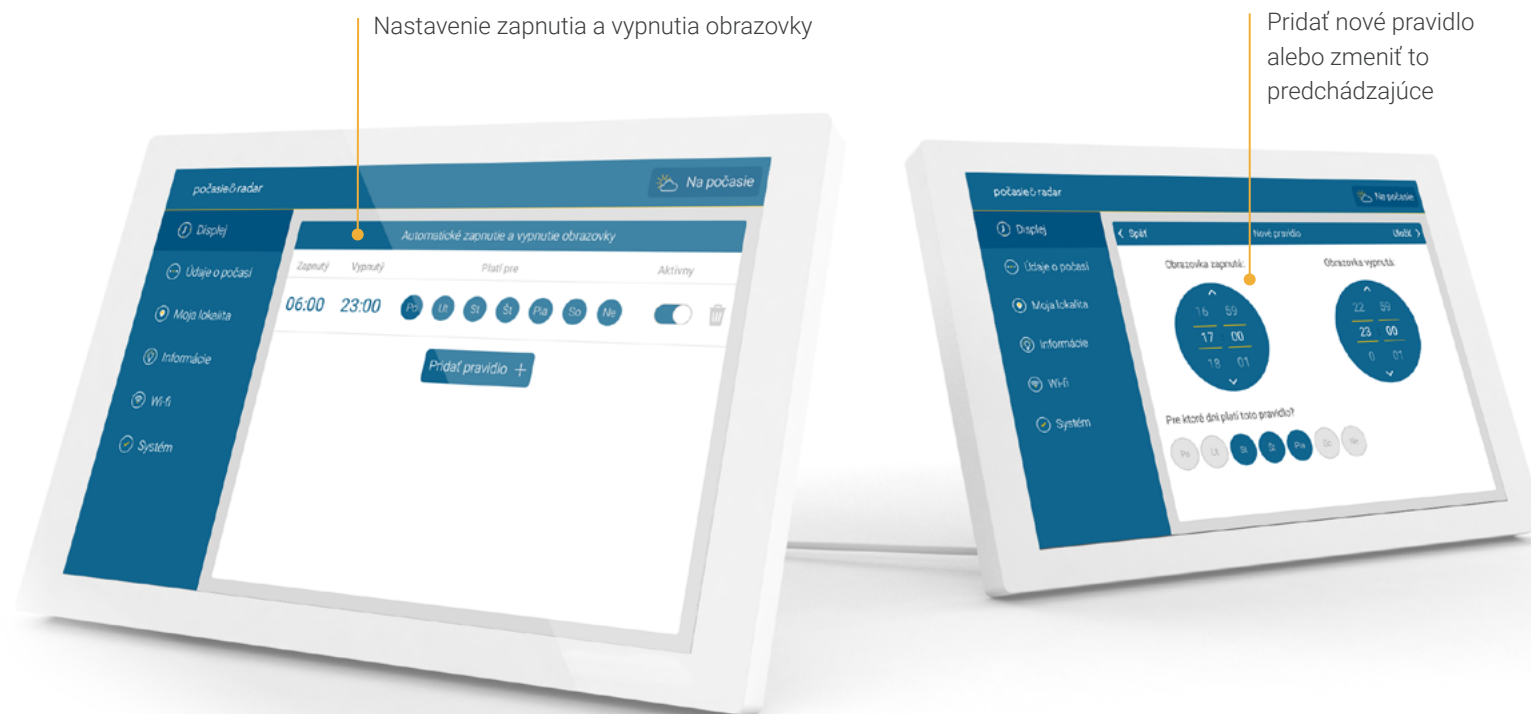 Nastavenie zapnutia a vypnutia obrazovky
Pridať nové pravidlo
alebo zmeniť to
predchádzajúce
počasie&radar
Na počasie
Displej
Údaje o počasí
Moja lokalita
Informácie
Wi-fi
Systém
Automatické zapnutie a vypnutie obrazovky
Zapnutý Vypnutý Platí pre Aktívny
06:00 23:00 Po Ut St Št Pia So Ne
Pridať pravidlo +
počasie&radar
Na počasie
Displej
Údaje o počasí
Moja lokalita
Informácie
Wi-fi
Systém
Späť Nové pravidlo Uložiť
Obrazovka zapnutá: Obrazovka vypnutá:
16 59 22 59
17 00 23 00
18 01 0 01
Pre ktoré dni platí toto pravidlo?
Po Ut St Št Pia So Ne